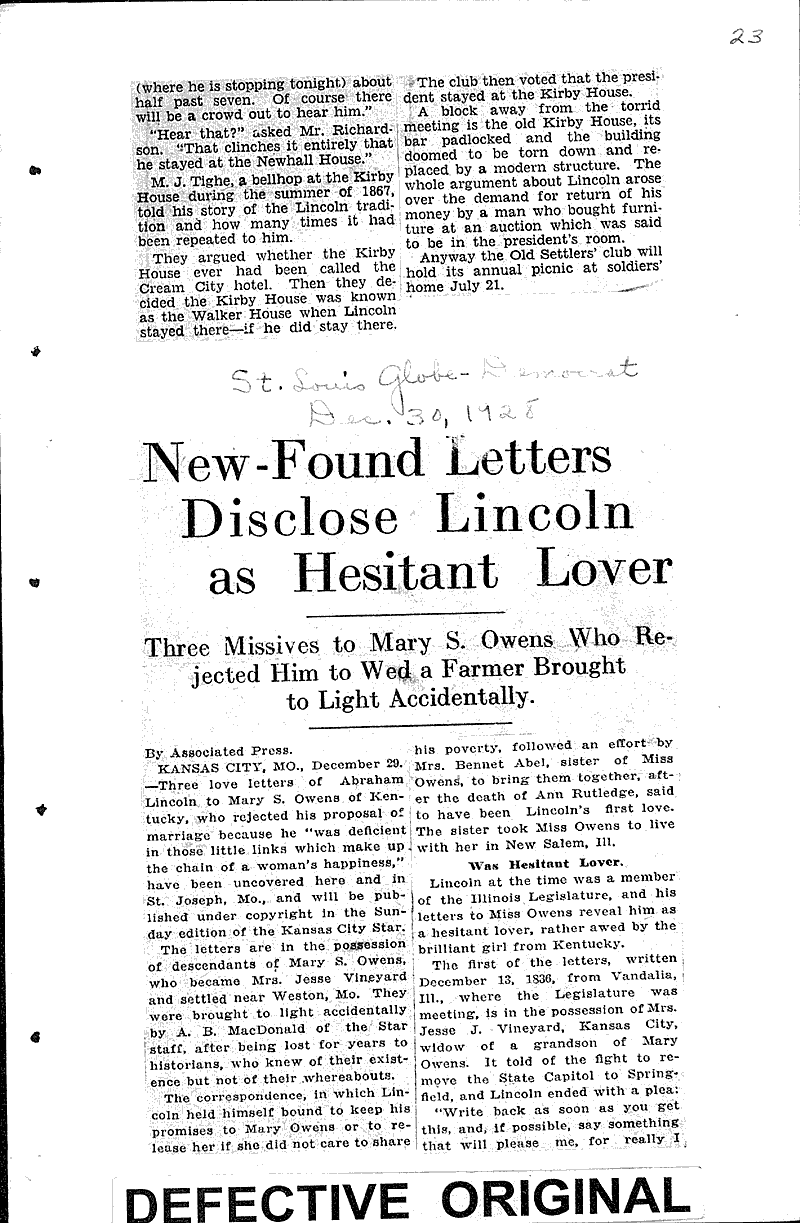 23
(where he is stopping tonight) about
half past seven. Of course there
will be a crowd out to hear him."
"Hear that?" asked Mr. Richard-
son. "That clinches it entirely that
he stayed at the Newhall House."
M. J. Tighe, a bellhop at the Kirby
House during the summer of 1867,
told his story of the Lincoln tradi-
tion and how many times it had
been repeated to him.
They argued whether the Kirby
House ever had been called the
Cream City hotel. Then they de-
cided the Kirby House was known
as the Walker House when Lincoln
stayed there—if he did stay there.
The club then voted that the presi-
dent stayed at the Kirby House.
A block away from the torrid
meeting is the old Kirby House, its
bar padlocked and the building
doomed to be torn down and re-
placed by a modern structure. The
whole argument about Lincoln arose
over the demand for return of his
money by a man who bought furni-
ture at an auction which was said
to be in the president's room.
Anyway the Old Settlers' club will
hold its annual picnic at soldiers'
home July 21.
St. Louis Globe-Democrat
Dec. 30, 1928
New-Found Letters
Disclose Lincoln
as Hesitant Lover
Three Missives to Mary S. Owens Who Re-
jected Him to Wed a Farmer Brought
to Light Accidentally.
By Associated Press.
KANSAS CITY, MO., December 29.
—Three love letters of Abraham
Lincoln to Mary S. Owens of Ken-
tucky, who rejected his proposal of
marriage because he "was deficient
in those little links which make up
the chain of a woman's happiness,"
have been uncovered here and in
St. Joseph, Mo., and will be pub-
lished under copyright in the Sun-
day edition of the Kansas City Star.
The letters are in the possession
of descendants of Mary S. Owens,
who became Mrs. Jesse Vineyard
and settled near Weston, Mo. They
were brought to light accidentally
by A. B. MacDonald of the Star
staff, after being lost for years to
historians, who knew of their exist-
ence but not of their whereabouts.
The correspondence, in which Lin-
coln held himself bound to keep his
promises to Mary Owens or to re-
lease her if she did not care to share
his poverty, followed an effort by
Mrs. Bennet Abel, sister of Miss
Owens, to bring them together, aft-
er the death of Ann Rutledge, said
to have been Lincoln's first love.
The sister took Miss Owens to live
with her in New Salem, Ill.
Was Hesitant Lover.
Lincoln at the time was a member
of the Illinois Legislature, and his
letters to Miss Owens reveal him as
a hesitant lover, rather awed by the
brilliant girl from Kentucky.
The first of the letters, written
December 13, 1836, from Vandalia,
Ill., where the Legislature was
meeting, is in the possession of Mrs.
Jesse J. Vineyard, Kansas City,
widow of a grandson of Mary
Owens. It told of the fight to re-
move the State Capitol to Spring-
field, and Lincoln ended with a plea:
"Write back as soon as you get
this, and, if possible, say something
that will please me, for really I
DEFECTIVE ORIGINAL